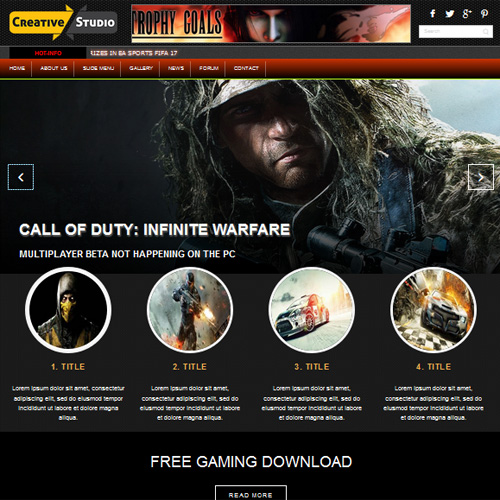 Creative Studio
TROPHY GOALS
Search
HOT INFO
RIZES IN EA SPORTS FIFA 17
HOME ABOUT US SLIDE MENU GALLERY NEWS FORUM CONTACT
CALL OF DUTY: INFINITE WARFARE
MULTIPLAYER BETA NOT HAPPENING ON THE PC
1. TITLE
Lorem ipsum dolor sit amet, consectetur
adipiscing elit, sed do eiusmod tempor
incididunt ut labore et dolore magna
aliqua.
2. TITLE
Lorem ipsum dolor sit amet,
consectetur adipiscing elit, sed do
eiusmod tempor incididunt ut labore
et dolore magna aliqua.
3. TITLE
Lorem ipsum dolor sit amet,
consectetur adipiscing elit, sed do
eiusmod tempor incididunt ut labore
et dolore magna aliqua.
4. TITLE
Lorem ipsum dolor sit amet,
consectetur adipiscing elit, sed do
eiusmod tempor incididunt ut labore
et dolore magna aliqua.
FREE GAMING DOWNLOAD
READ MORE